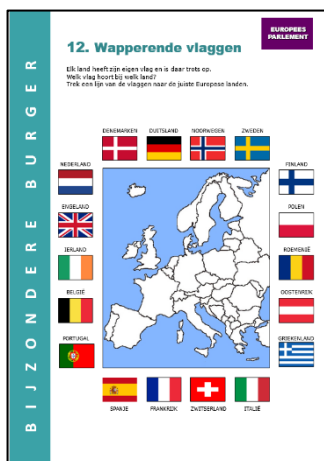 EUROPEES
PARLEMENT
12. Wapperende vlaggen
Elk land heeft zijn eigen vlag en is daar trots op.
Welk vlag hoort bij welk land?
Trek een lijn van de vlaggen naar de juiste Europese landen.
BIJZONDERE BURGER
DENEMARKEN DUITSLAND NOORWEGEN ZWEDEN
NEDERLAND
FINLAND
ENGELAND
POLEN
IERLAND
ROEMENIË
BELGIË
OOSTENRIJK
PORTUGAL
GRIEKENLAND
SPANJE FRANKRIJK ZWITSERLAND ITALIË